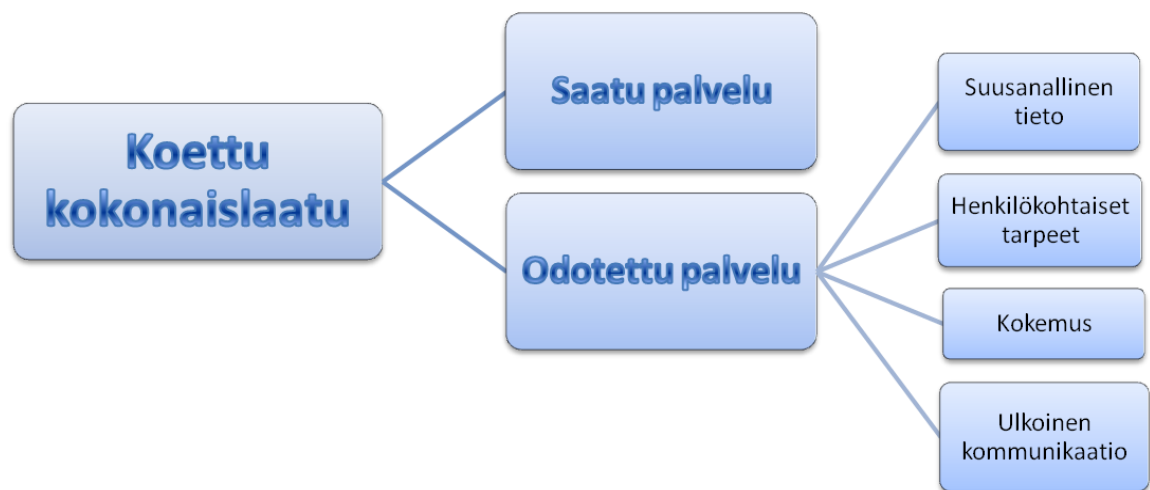 Koettu
kokonaislaatu
Saatu palvelu
Odotettu palvelu
Suusanallinen
tieto
Henkilökohtaiset
tarpeet
Kokemus
Ulkoinen
kommunikaatio